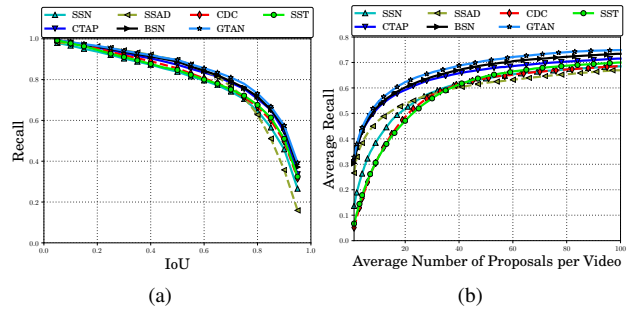 SSN SSAD CDC SST
CTAP BSN GTAN
1.0
0.8
0.6
0.4
0.2
0.0
Recall
0.0 0.2 0.4 0.6 0.8 1.0
IoU
(a)
SSN SSAD CDC SST
CTAP BSN GTAN
0.8
0.7
0.6
0.5
0.4
0.3
0.2
0.1
0.0
Average Recall
20 40 60 80 100
Average Number of Proposals per Video
(b)